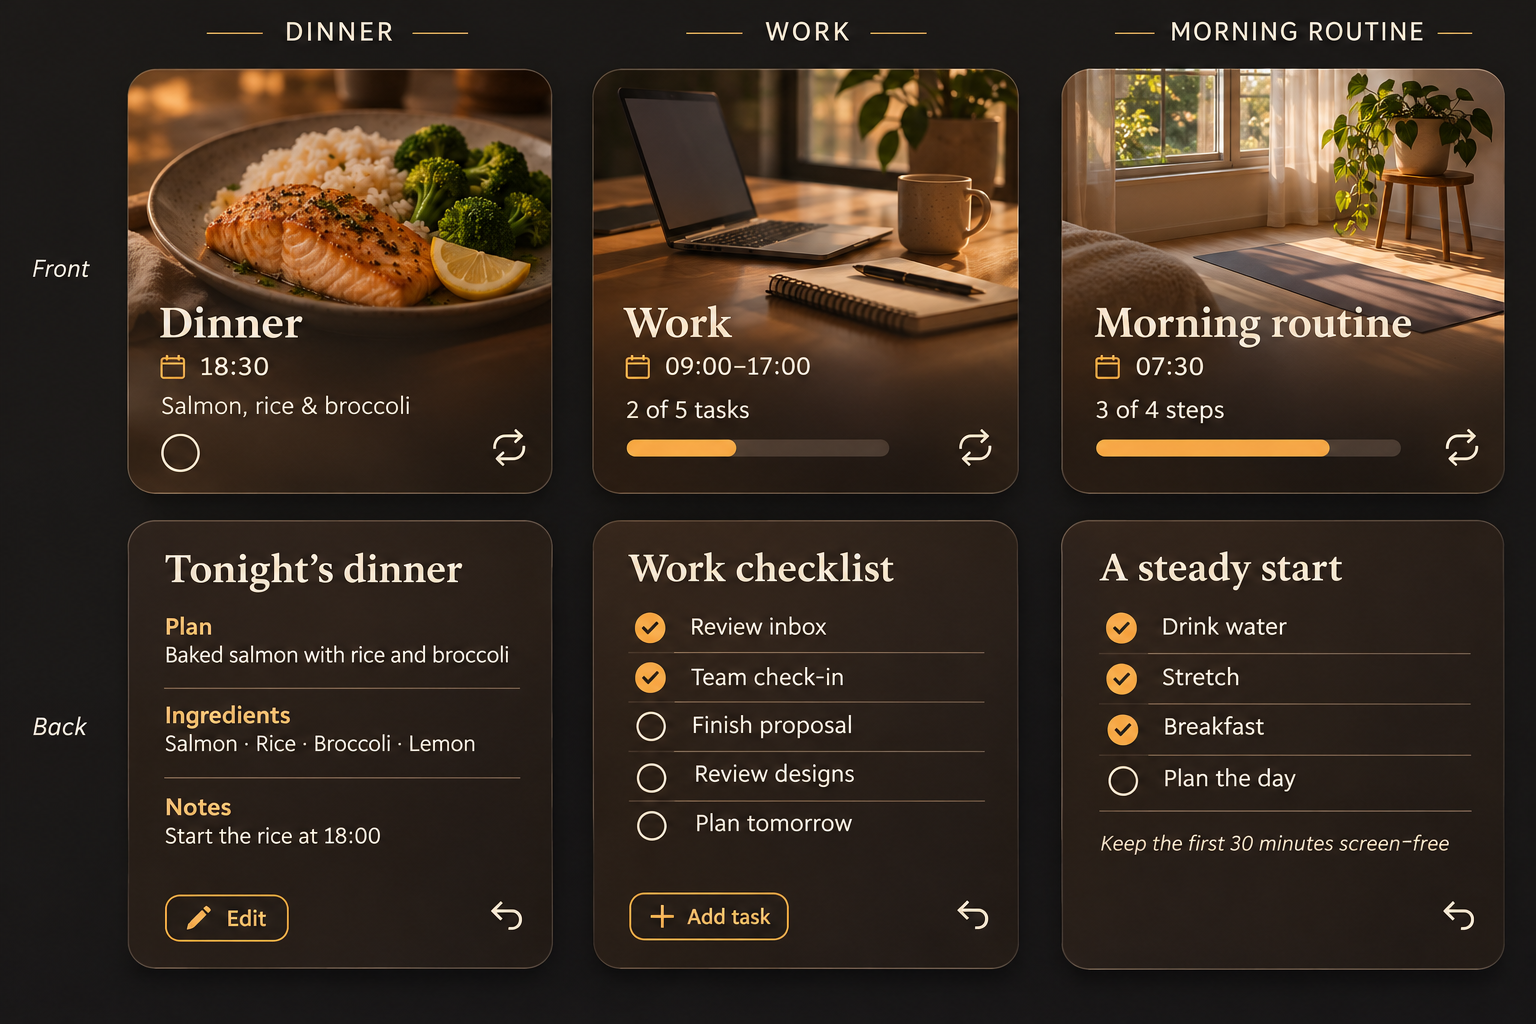 DINNER
WORK
MORNING ROUTINE
Front
Dinner
18:30
Salmon, rice & broccoli
Work
09:00–17:00
2 of 5 tasks
Morning routine
07:30
3 of 4 steps
Back
Tonight’s dinner
Plan
Baked salmon with rice and broccoli
Ingredients
Salmon · Rice · Broccoli · Lemon
Notes
Start the rice at 18:00
Edit
Work checklist
Review inbox
Team check-in
Finish proposal
Review designs
Plan tomorrow
Add task
A steady start
Drink water
Stretch
Breakfast
Plan the day
Keep the first 30 minutes screen-free